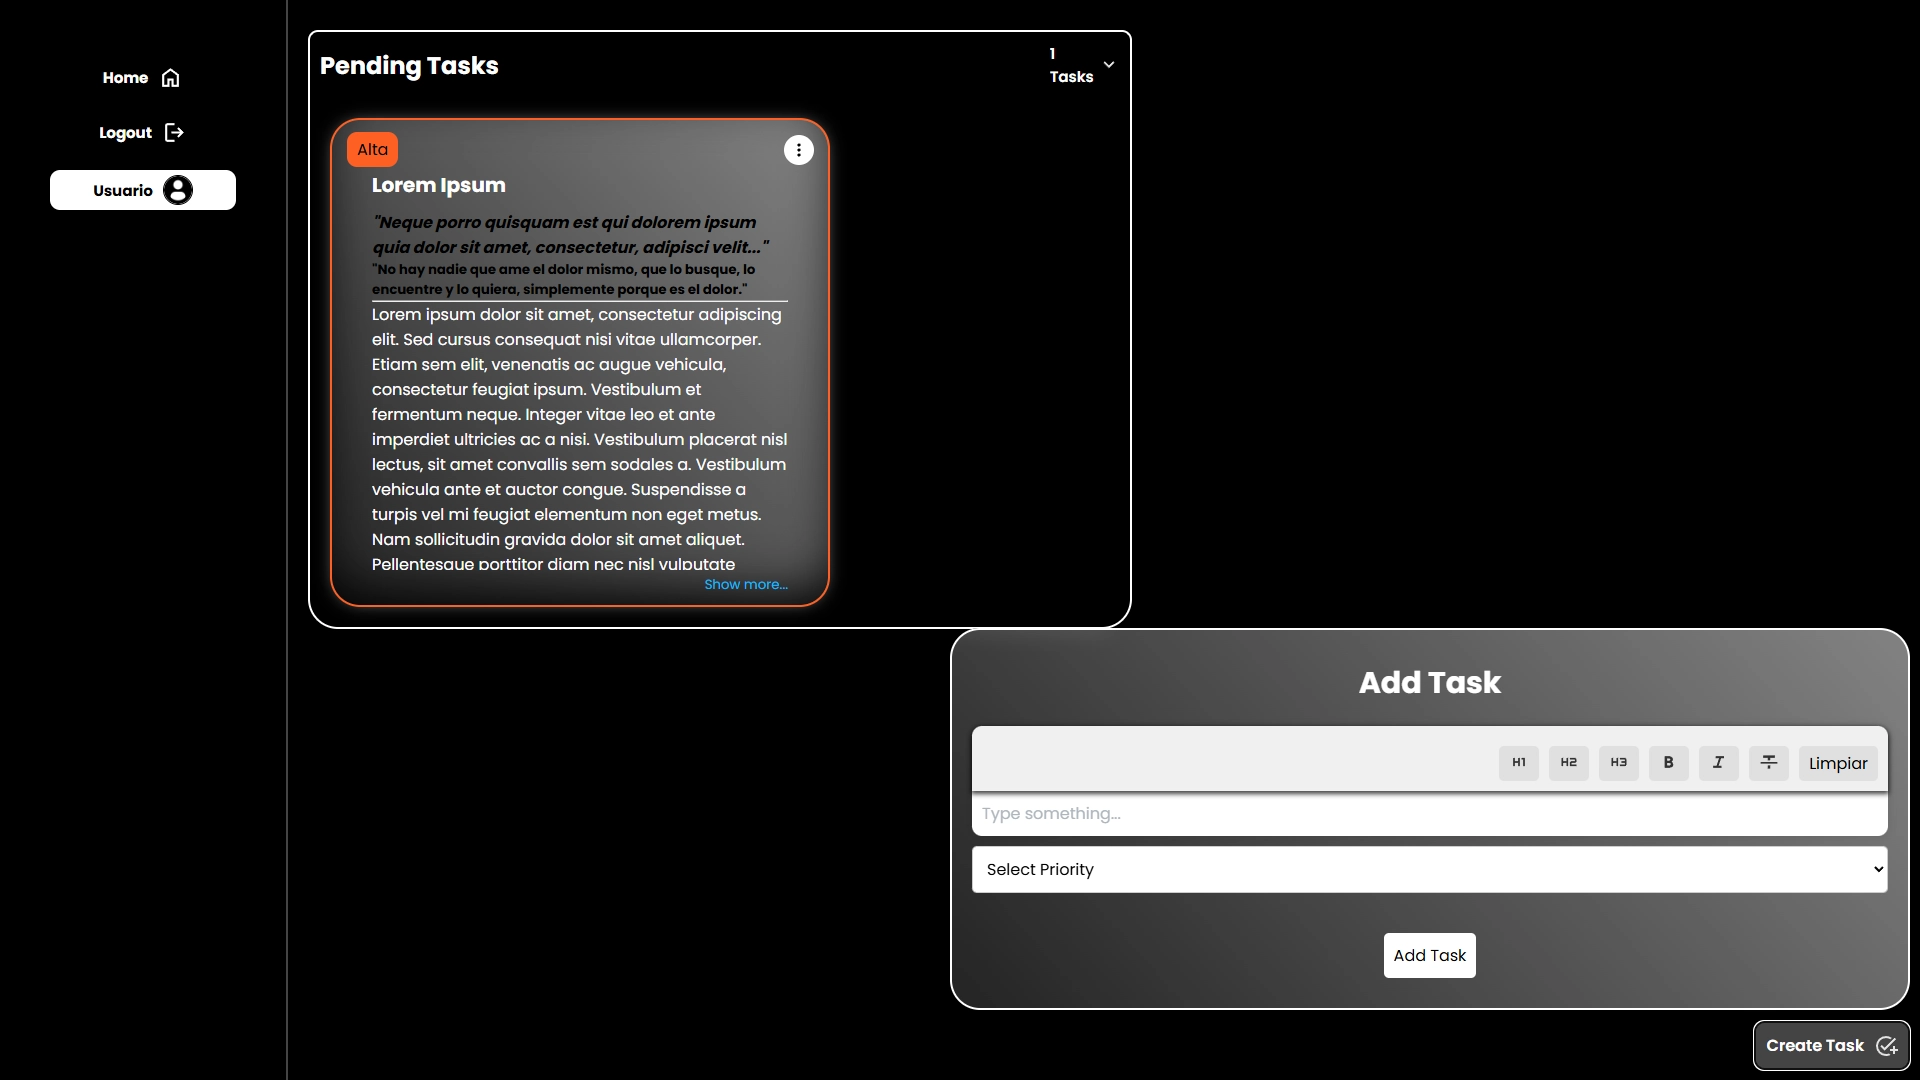 Home
Logout
Usuario
Pending Tasks
1
Tasks
Alta
Lorem Ipsum
"Neque porro quisquam est qui dolorem ipsum
quia dolor sit amet, consectetur, adipisci velit..."
"No hay nadie que ame el dolor mismo, que lo busque, lo
encuentre y lo quiera, simplemente porque es el dolor."
Lorem ipsum dolor sit amet, consectetur adipiscing
elit. Sed cursus consequat nisi vitae ullamcorper.
Etiam sem elit, venenatis ac augue vehicula,
consectetur feugiat ipsum. Vestibulum et
fermentum neque. Integer vitae leo et ante
imperdiet ultricies ac a nisi. Vestibulum placerat nisl
lectus, sit amet convallis sem sodales a. Vestibulum
vehicula ante et auctor congue. Suspendisse a
turpis vel mi feugiat elementum non eget metus.
Nam sollicitudin gravida dolor sit amet aliquet.
Pellentesque porttitor diam nec nisl vulputate
Show more...
Add Task
H1 H2 H3 B I T Limpiar
Type something...
Select Priority
Add Task
Create Task